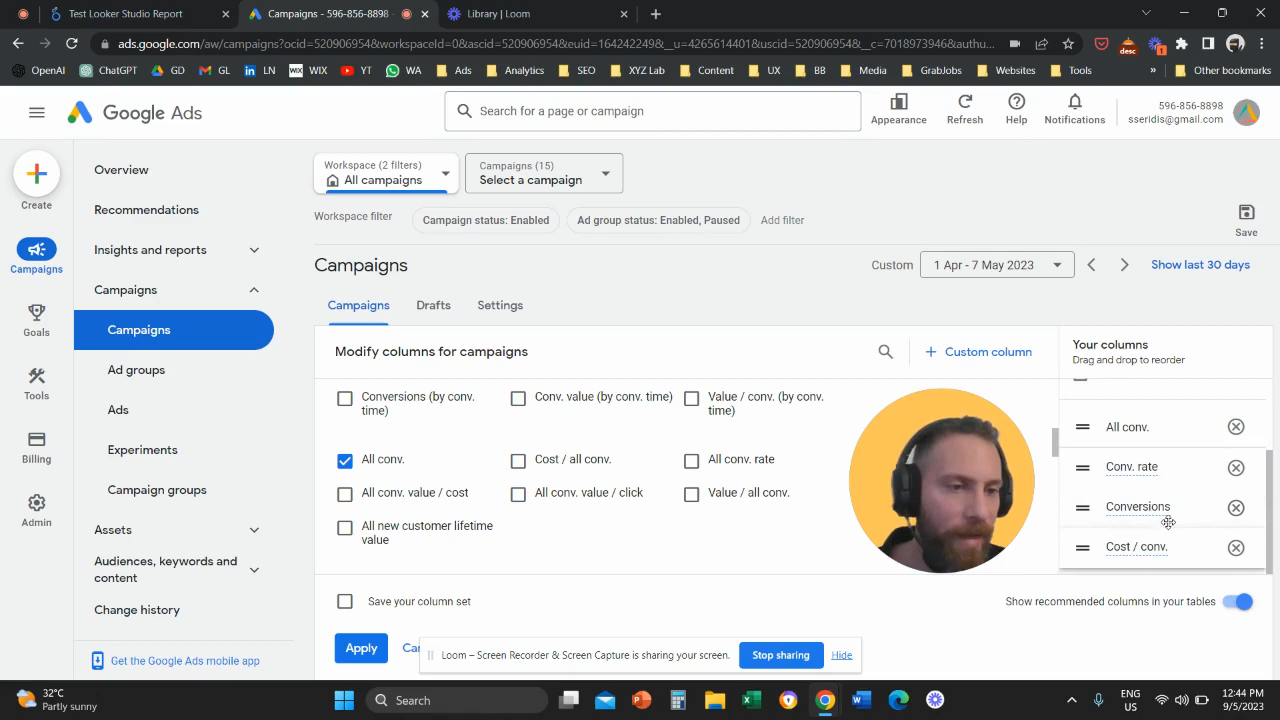 Test Looker Studio Report
Campaigns - 596-856-8898
Library | Loom
ads.google.com/aw/campaigns?ocid=520906954&workspaceId=0&ascid=520906954&euid=164242249&__u=4265614401&uscid=520906954&__c=7018973946&authu...
desc
1
OpenAI ChatGPT GD GL LN WIX WIX YT WA Ads Analytics SEO XYZ Lab Content UX BB Media GrabJobs Websites Tools » Other bookmarks
Google Ads
Search for a page or campaign
Appearance Refresh Help Notifications
596-856-8898
sseridis@gmail.com
Create
Campaigns
Goals
Tools
Billing
Admin
Overview
Recommendations
Insights and reports
Campaigns
Campaigns
Ad groups
Ads
Experiments
Campaign groups
Assets
Audiences, keywords and
content
Change history
Get the Google Ads mobile app
Workspace (2 filters)
All campaigns
Campaigns (15)
Select a campaign
Workspace filter Campaign status: Enabled Ad group status: Enabled, Paused Add filter
Save
Campaigns
Custom 1 Apr - 7 May 2023 Show last 30 days
Campaigns Drafts Settings
Modify columns for campaigns
+ Custom column
Your columns
Drag and drop to reorder
Conversions (by conv.
time)
Conv. value (by conv. time)
Value / conv. (by conv.
time)
All conv. Cost / all conv. All conv. rate
All conv. value / cost All conv. value / click Value / all conv.
All new customer lifetime
value
All conv.
Conv. rate
Conversions
Cost / conv.
Save your column set
Show recommended columns in your tables
Apply
Loom – Screen Recorder & Screen Capture is sharing your screen. Stop sharing Hide
32°C
Partly sunny
Search
ENG
US
12:44 PM
9/5/2023